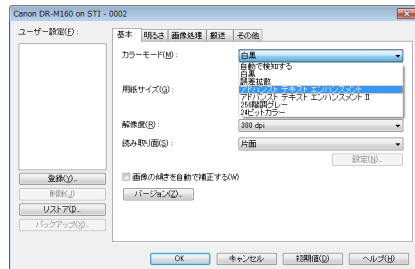 Canon DR-M160 on STI - 0002
ユーザー設定(F) :
基本 明るさ 画像処理 搬送 その他
カラーモード(M) :
白黒
自動で検知する
白黒
誤差拡散
アドバンスト テキスト エンハンスメント
アドバンスト テキスト エンハンスメント II
256階調グレー
24ビットカラー
用紙サイズ(G) :
解像度(R) :
300 dpi
読み取り面(S) :
片面
設定(N)...
画像の傾きを自動で補正する(W)
バージョン(Z)...
登録(Y)...
削除(J)
リストア(I)...
バックアップ(X)...
OK
キャンセル
初期値(D)
ヘルプ(H)